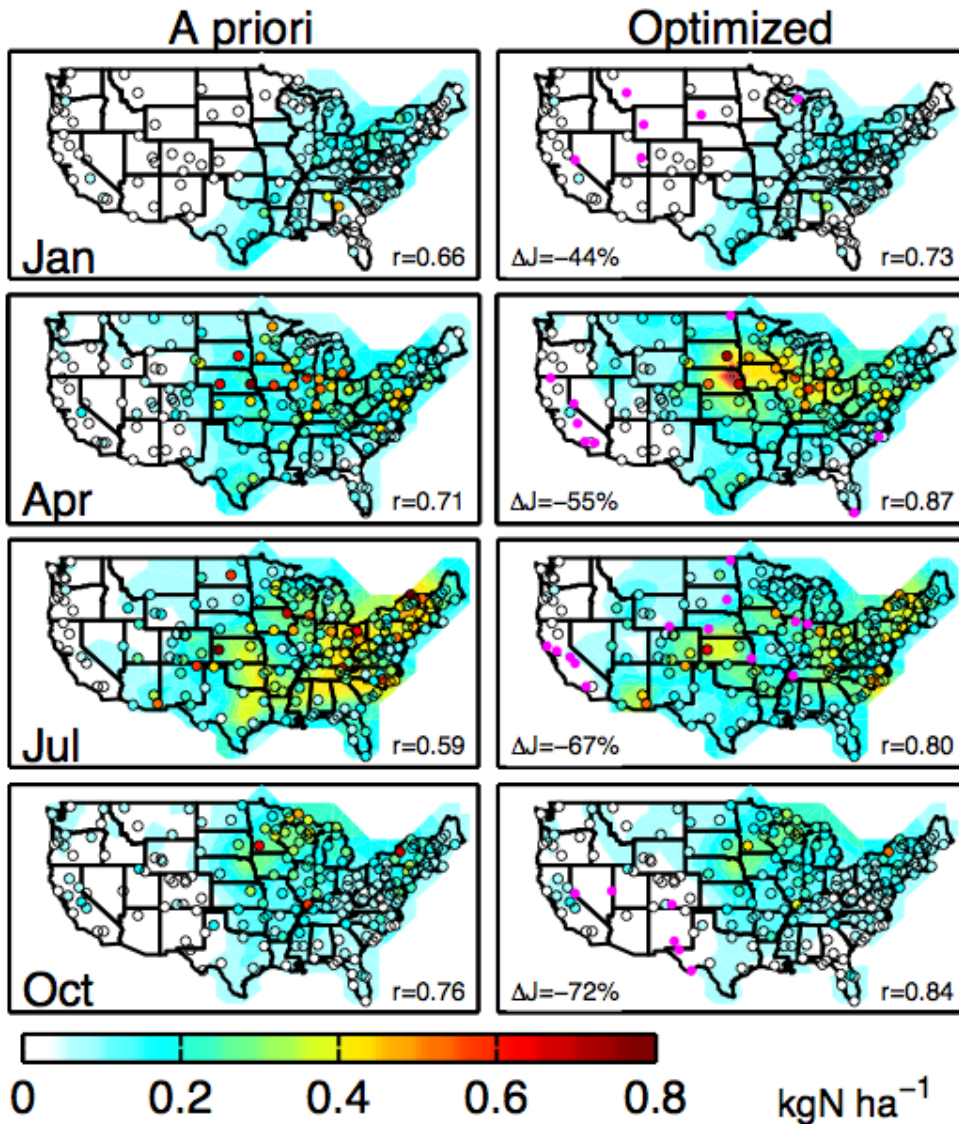 A priori Optimized
Jan r=0.66 ΔJ=−44% r=0.73
Apr r=0.71 ΔJ=−55% r=0.87
Jul r=0.59 ΔJ=−67% r=0.80
Oct r=0.76 ΔJ=−72% r=0.84
0 0.2 0.4 0.6 0.8 kgN ha⁻¹